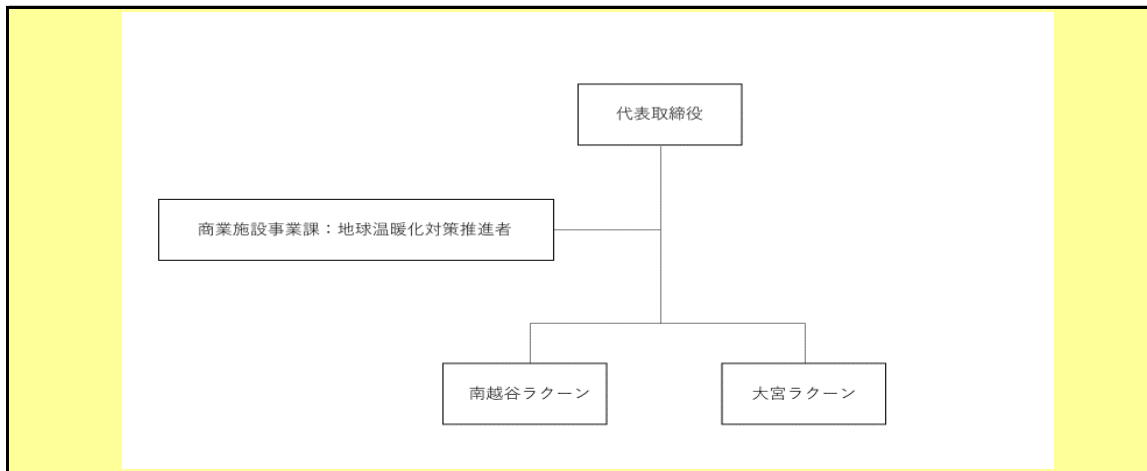 代表取締役
商業施設事業課：地球温暖化対策推進者
南越谷ラクーン
大宮ラクーン